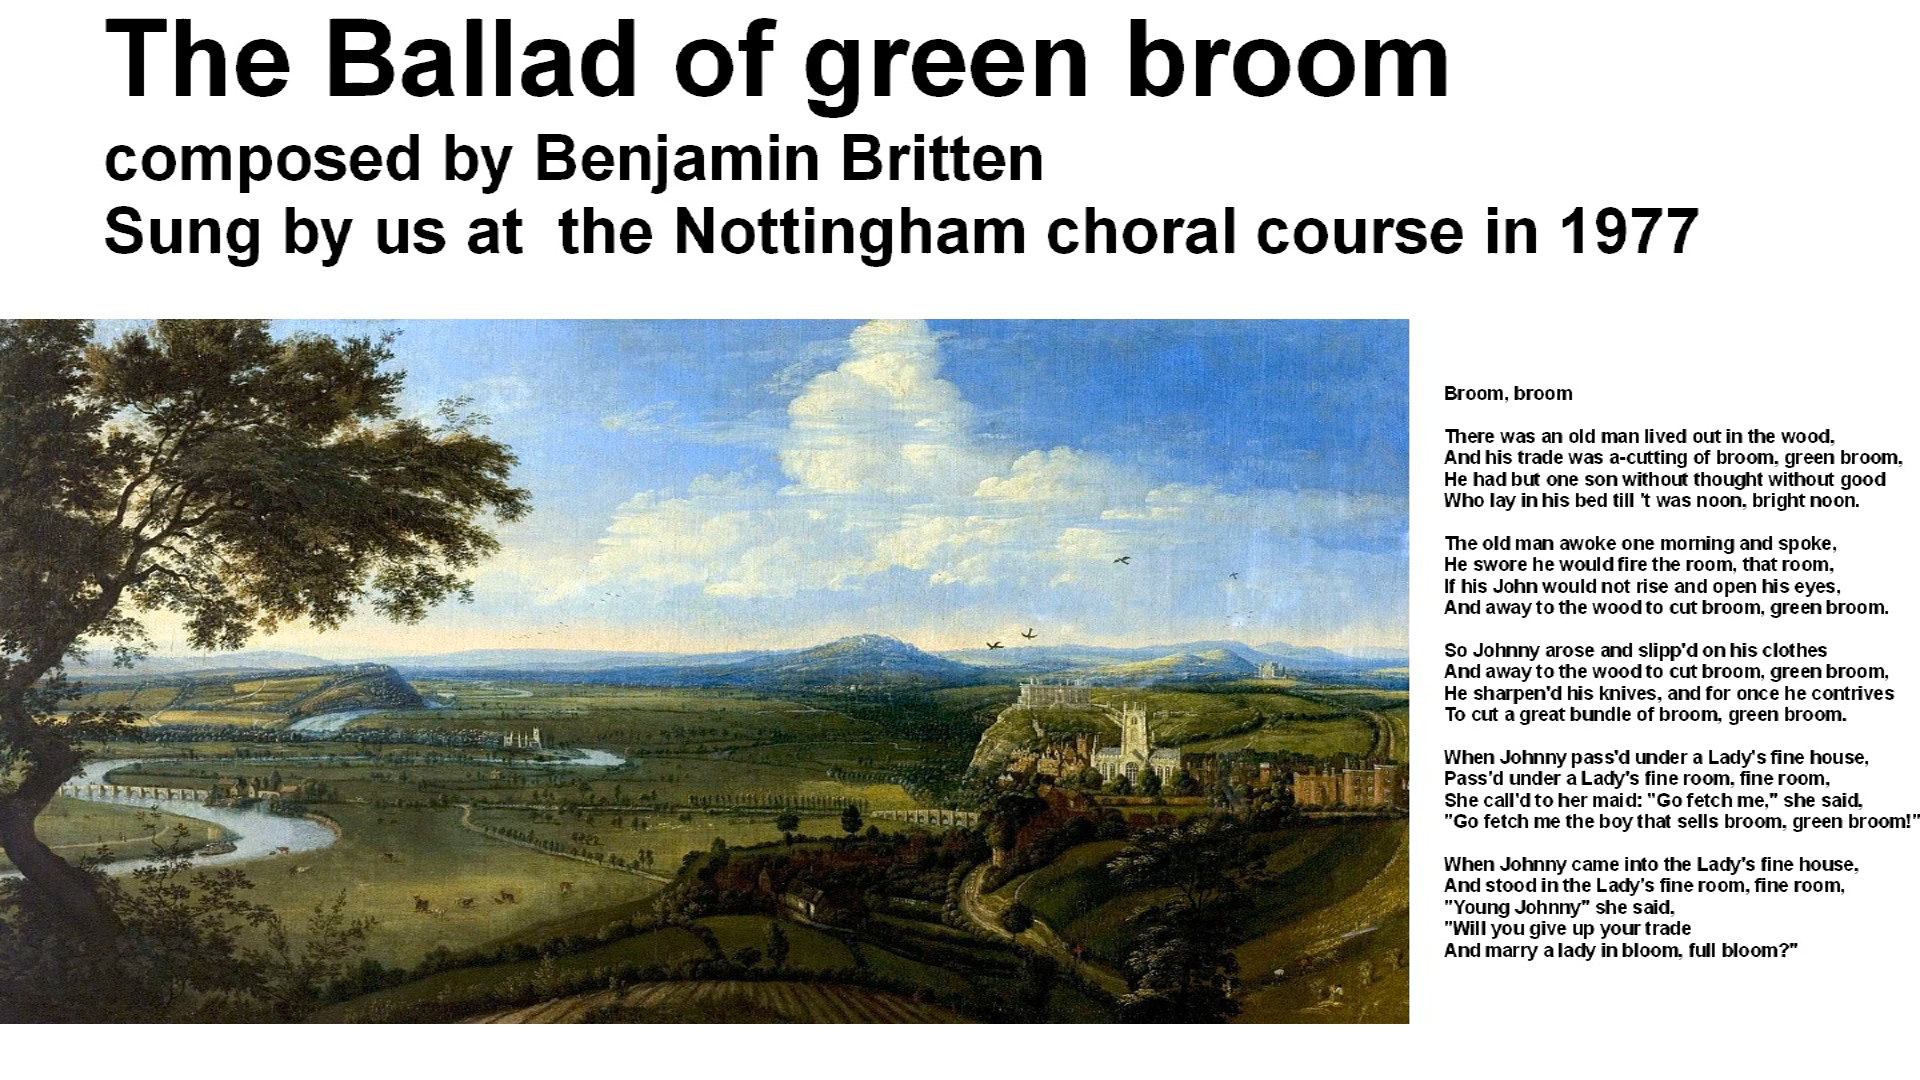 The Ballad of green broom
composed by Benjamin Britten
Sung by us at  the Nottingham choral course in 1977
Broom, broom
There was an old man lived out in the wood,
And his trade was a-cutting of broom, green broom,
He had but one son without thought without good
Who lay in his bed till 't was noon, bright noon.
The old man awoke one morning and spoke,
He swore he would fire the room, that room,
If his John would not rise and open his eyes,
And away to the wood to cut broom, green broom.
So Johnny arose and slipp'd on his clothes
And away to the wood to cut broom, green broom,
He sharpen'd his knives, and for once he contrives
To cut a great bundle of broom, green broom.
When Johnny pass'd under a Lady's fine house,
Pass'd under a Lady's fine room, fine room,
She call'd to her maid: "Go fetch me," she said,
"Go fetch me the boy that sells broom, green broom!"
When Johnny came into the Lady's fine house,
And stood in the Lady's fine room, fine room,
"Young Johnny" she said,
"Will you give up your trade
And marry a lady in bloom, full bloom?"